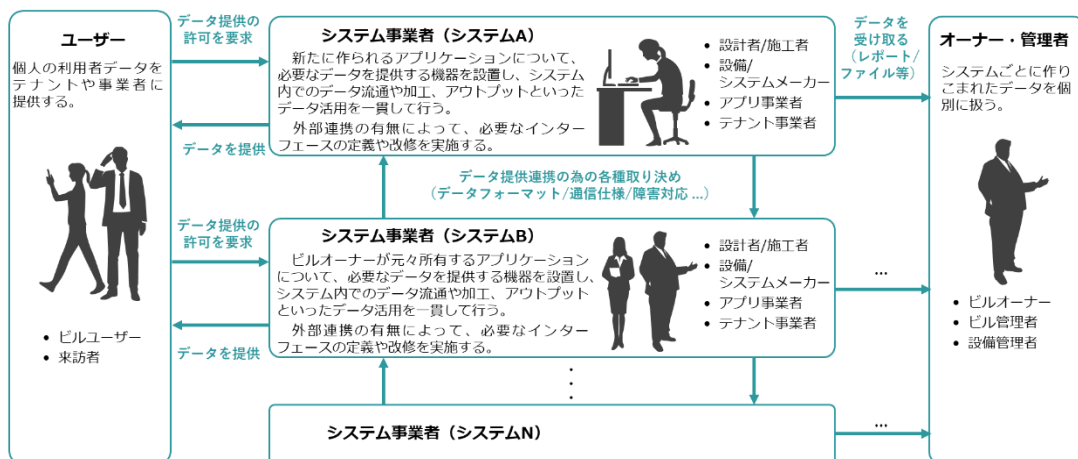 ユーザー
個人の利用者データを
テナントや事業者に
提供する。
• ビルユーザー
• 来訪者
データ提供の
許可を要求
データを提供
データ提供の
許可を要求
データを提供
システム事業者（システムA）
新たに作られるアプリケーションについて、
必要なデータを提供する機器を設置し、システム
内でのデータ流通や加工、アウトプットといった
データ活用を一貫して行う。
外部連携の有無によって、必要なインター
フェースの定義や改修を実施する。
• 設計者/施工者
• 設備/
システムメーカー
• アプリ事業者
• テナント事業者
データ提供連携の為の各種取り決め
（データフォーマット/通信仕様/障害対応 ...）
システム事業者（システムB）
ビルオーナーが元々所有するアプリケーション
について、必要なデータを提供する機器を設置し、
システム内でのデータ流通や加工、アウトプット
といったデータ活用を一貫して行う。
外部連携の有無によって、必要なインター
フェースの定義や改修を実施する。
• 設計者/施工者
• 設備/
システムメーカー
• アプリ事業者
• テナント事業者
システム事業者（システムN）
データを
受け取る
（レポート/
ファイル等）
...
...
オーナー・管理者
システムごとに作り
こまれたデータを個
別に扱う。
• ビルオーナー
• ビル管理者
• 設備管理者